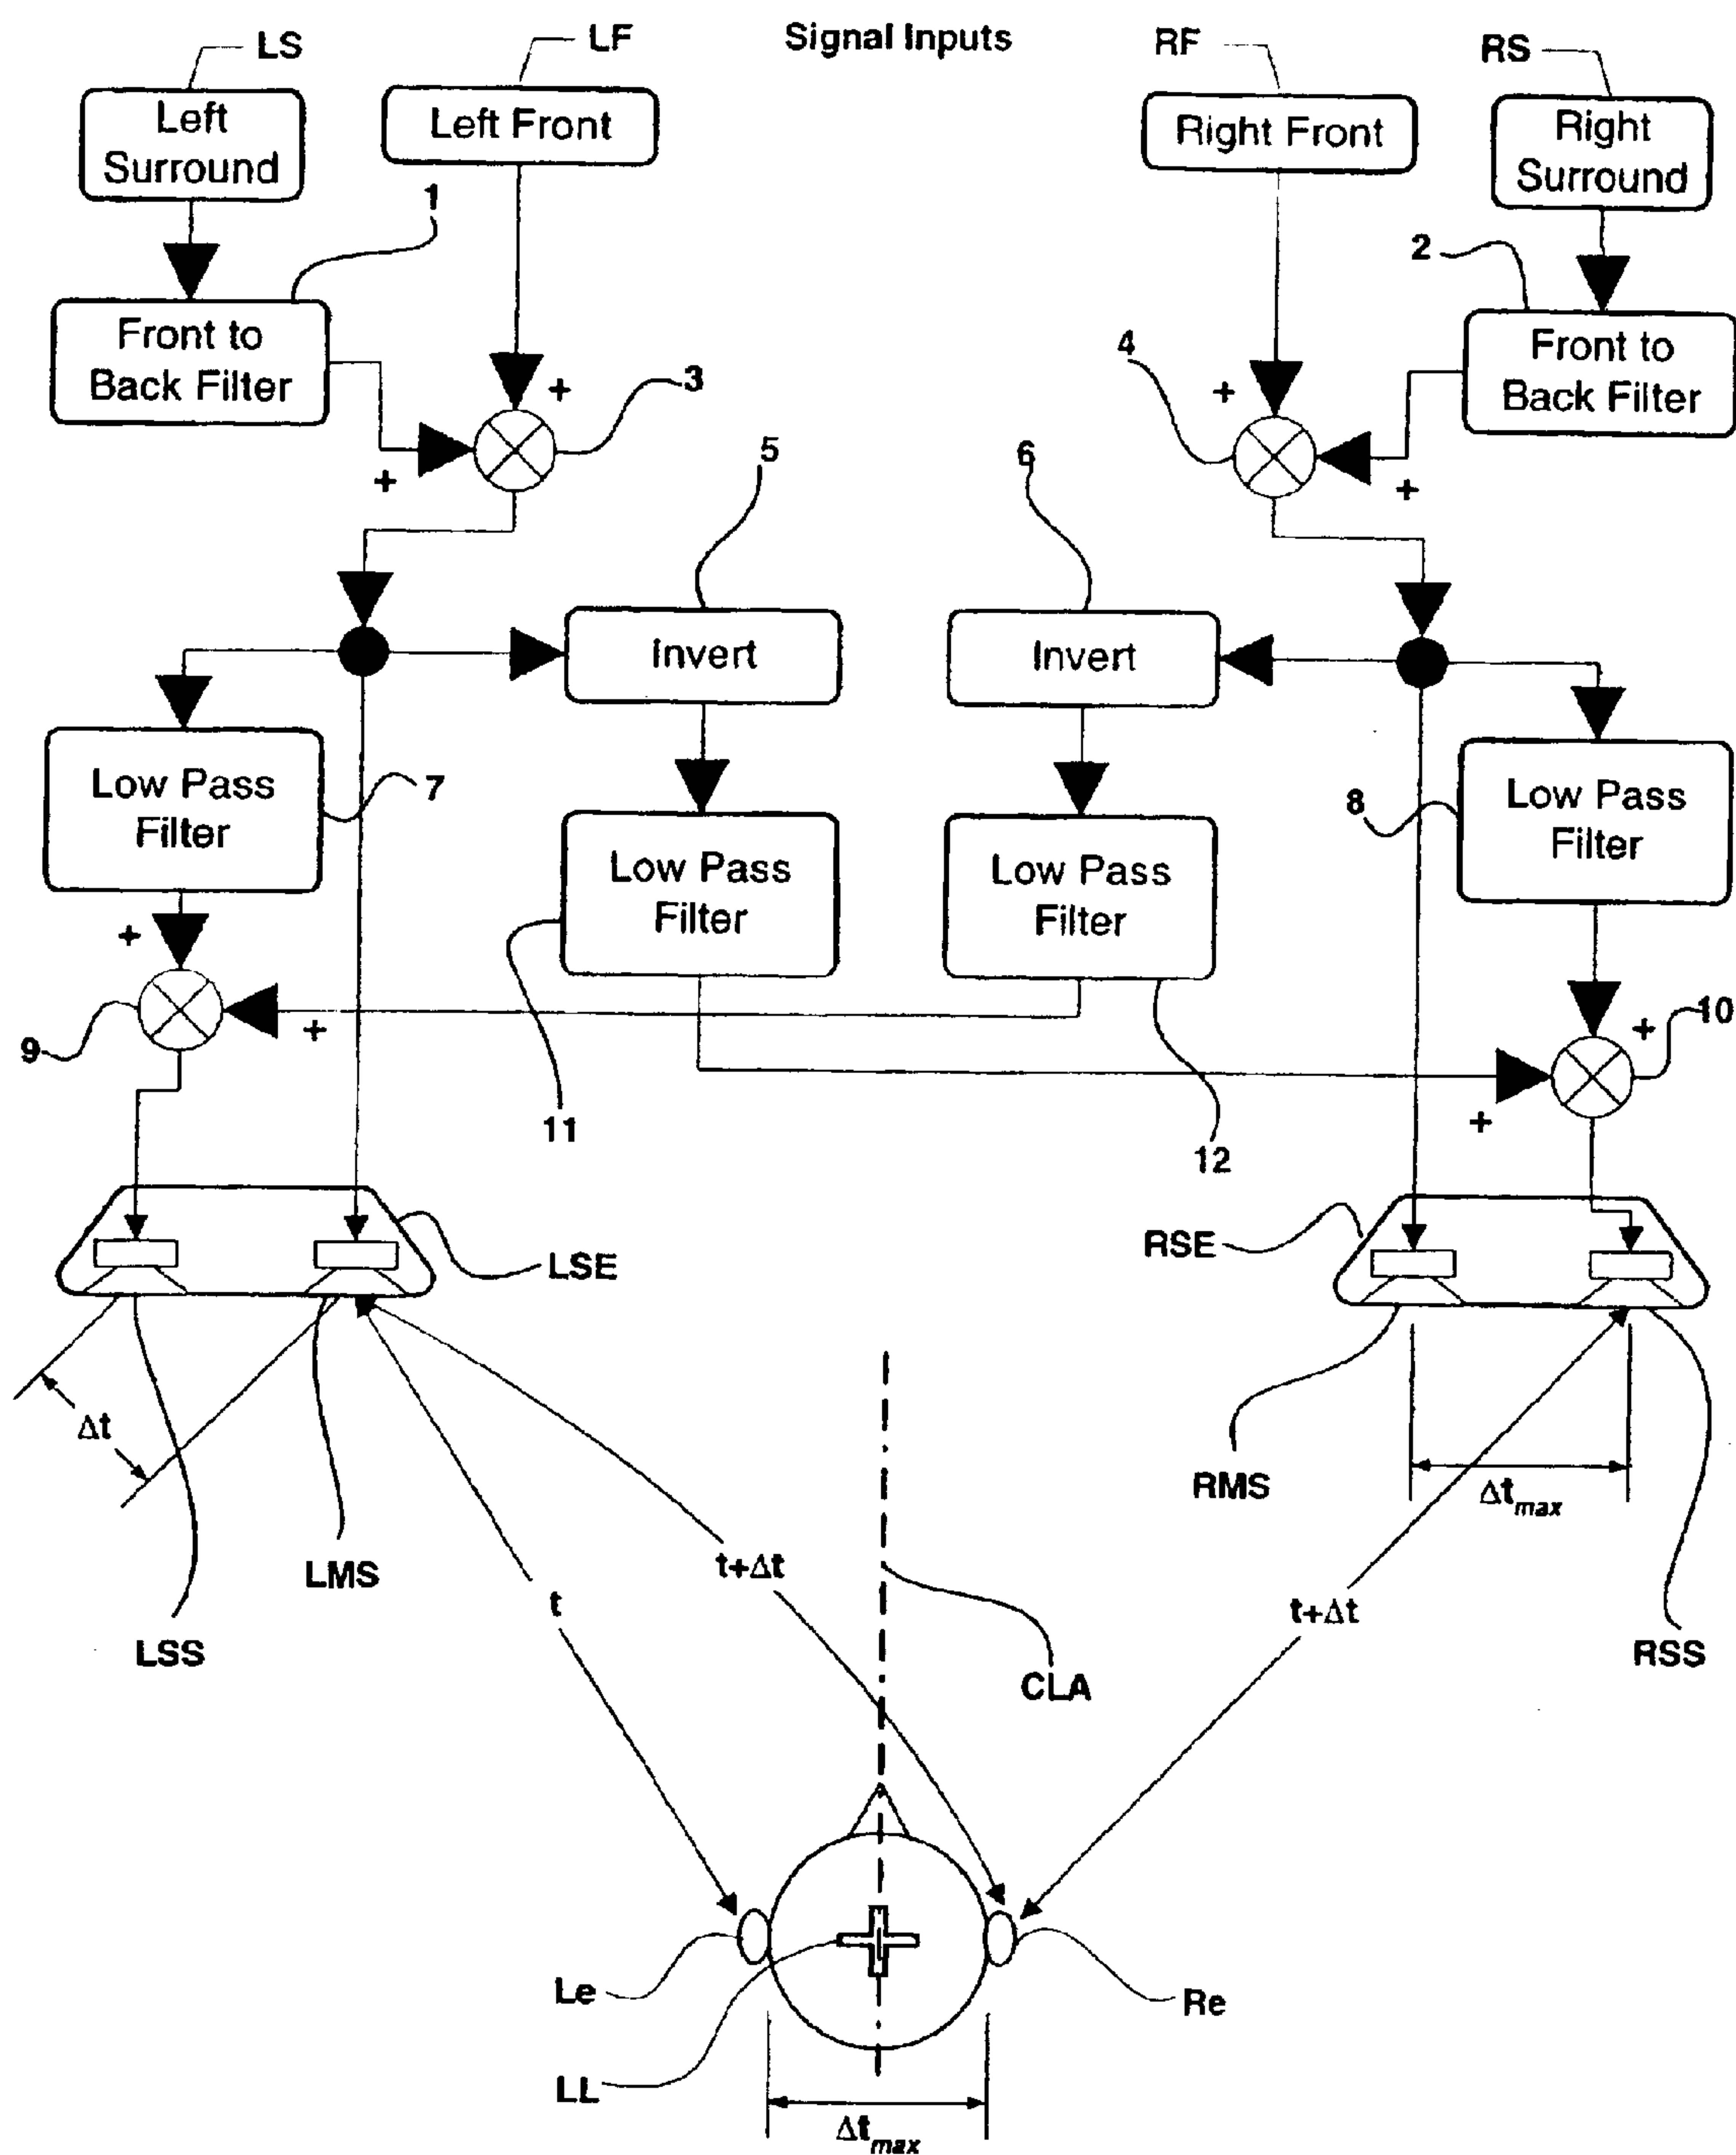 Signal Inputs
LS
LF
RF
RS
Left
Surround
Left Front
Right Front
Right
Surround
1
2
Front to
Back Filter
Front to
Back Filter
+
3
4
+
+
+
5
6
invert
Invert
Low Pass
Filter
7
8
Low Pass
Filter
Low Pass
Filter
Low Pass
Filter
+
9
+
+
10
11
+
12
LSE
RSE
Δt
LMS
LSS
RMS
Δtmax
RSS
t
t+Δt
t+Δt
CLA
Le
Re
LL
Δtmax